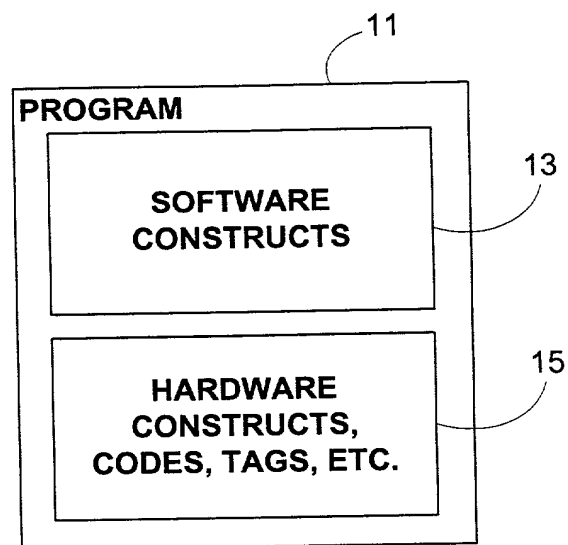 11
PROGRAM
SOFTWARE
CONSTRUCTS
13
HARDWARE
CONSTRUCTS,
CODES, TAGS, ETC.
15